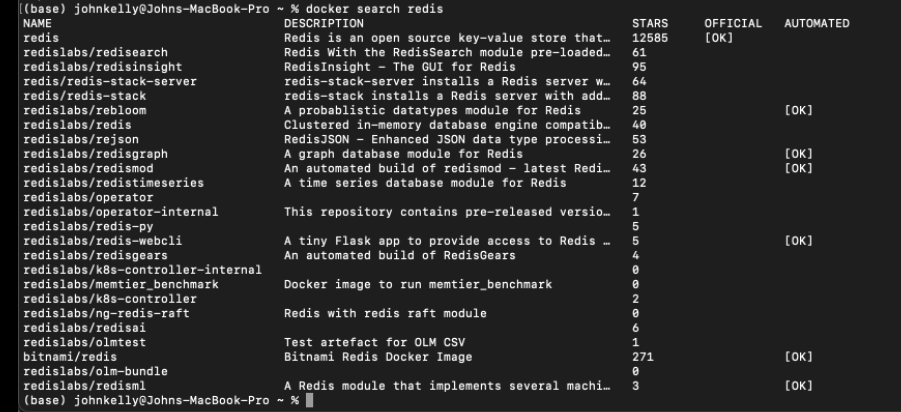 [(base) johnkelly@Johns-MacBook-Pro ~ % docker search redis
NAME DESCRIPTION STARS OFFICIAL AUTOMATED
redis Redis is an open source key-value store that… 12585 [OK]
redislabs/redisearch Redis With the RedisSearch module pre-loaded… 61
redislabs/redisinsight RedisInsight - The GUI for Redis 95
redis/redis-stack-server redis-stack-server installs a Redis server w… 64
redis/redis-stack redis-stack installs a Redis server with add… 88
redislabs/rebloom A probablistic datatypes module for Redis 25 [OK]
redislabs/redis Clustered in-memory database engine compatib… 40
redislabs/rejson RedisJSON - Enhanced JSON data type processi… 53
redislabs/redisgraph A graph database module for Redis 26 [OK]
redislabs/redismod An automated build of redismod - latest Redi… 43 [OK]
redislabs/redistimeseries A time series database module for Redis 12
redislabs/operator 7
redislabs/operator-internal This repository contains pre-released versio… 1
redislabs/redis-py 5
redislabs/redis-webcli A tiny Flask app to provide access to Redis … 5 [OK]
redislabs/redisgears An automated build of RedisGears 4
redislabs/k8s-controller-internal 0
redislabs/memtier_benchmark Docker image to run memtier_benchmark 0
redislabs/k8s-controller 2
redislabs/ng-redis-raft Redis with redis raft module 0
redislabs/redisai 6
redislabs/olmtest Test artefact for OLM CSV 1
bitnami/redis Bitnami Redis Docker Image 271 [OK]
redislabs/olm-bundle 0
redislabs/redisml A Redis module that implements several machi… 3 [OK]
(base) johnkelly@Johns-MacBook-Pro ~ %